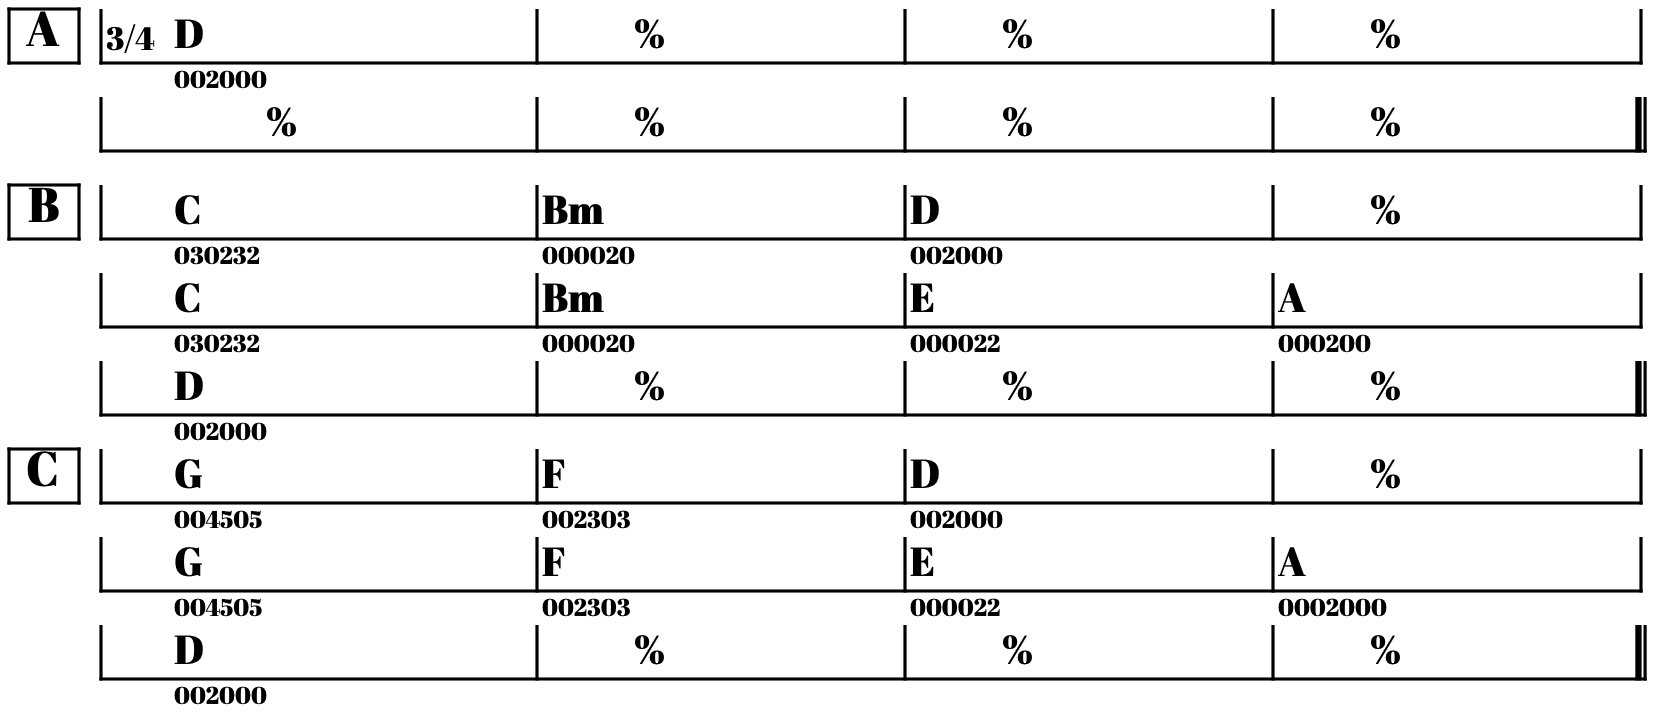 A 3/4 D % % %
002000
% % % %
B C Bm D %
030232 000020 002000
C Bm E A
030232 000020 000022 000200
D % % %
002000
C G F D %
004505 002303 002000
G F E A
004505 002303 000022 0002000
D % % %
002000